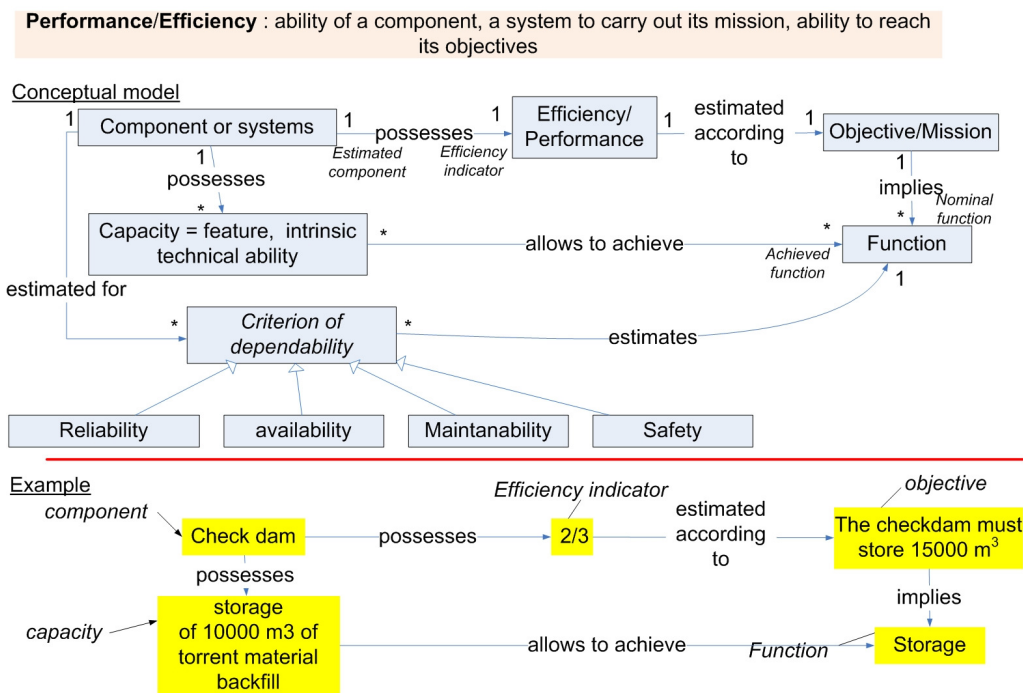 Performance/Efficiency : ability of a component, a system to carry out its mission, ability to reach
its objectives
Conceptual model
1
Component or systems
1
possesses
1
Estimated
component
Efficiency
indicator
Efficiency/
Performance
1
estimated
according
to
1
Objective/Mission
1
possesses
*
1
implies
*
Nominal
function
Capacity = feature, intrinsic
technical ability
*
allows to achieve
*
Achieved
function
Function
1
estimated for
*
Criterion of
dependability
*
estimates
Reliability
availability
Maintanability
Safety
Example
component
Check dam
possesses
Efficiency indicator
2/3
estimated
according
to
objective
The checkdam must
store 15000 m3
possesses
implies
capacity
storage
of 10000 m3 of
torrent material
backfill
allows to achieve
Function
Storage